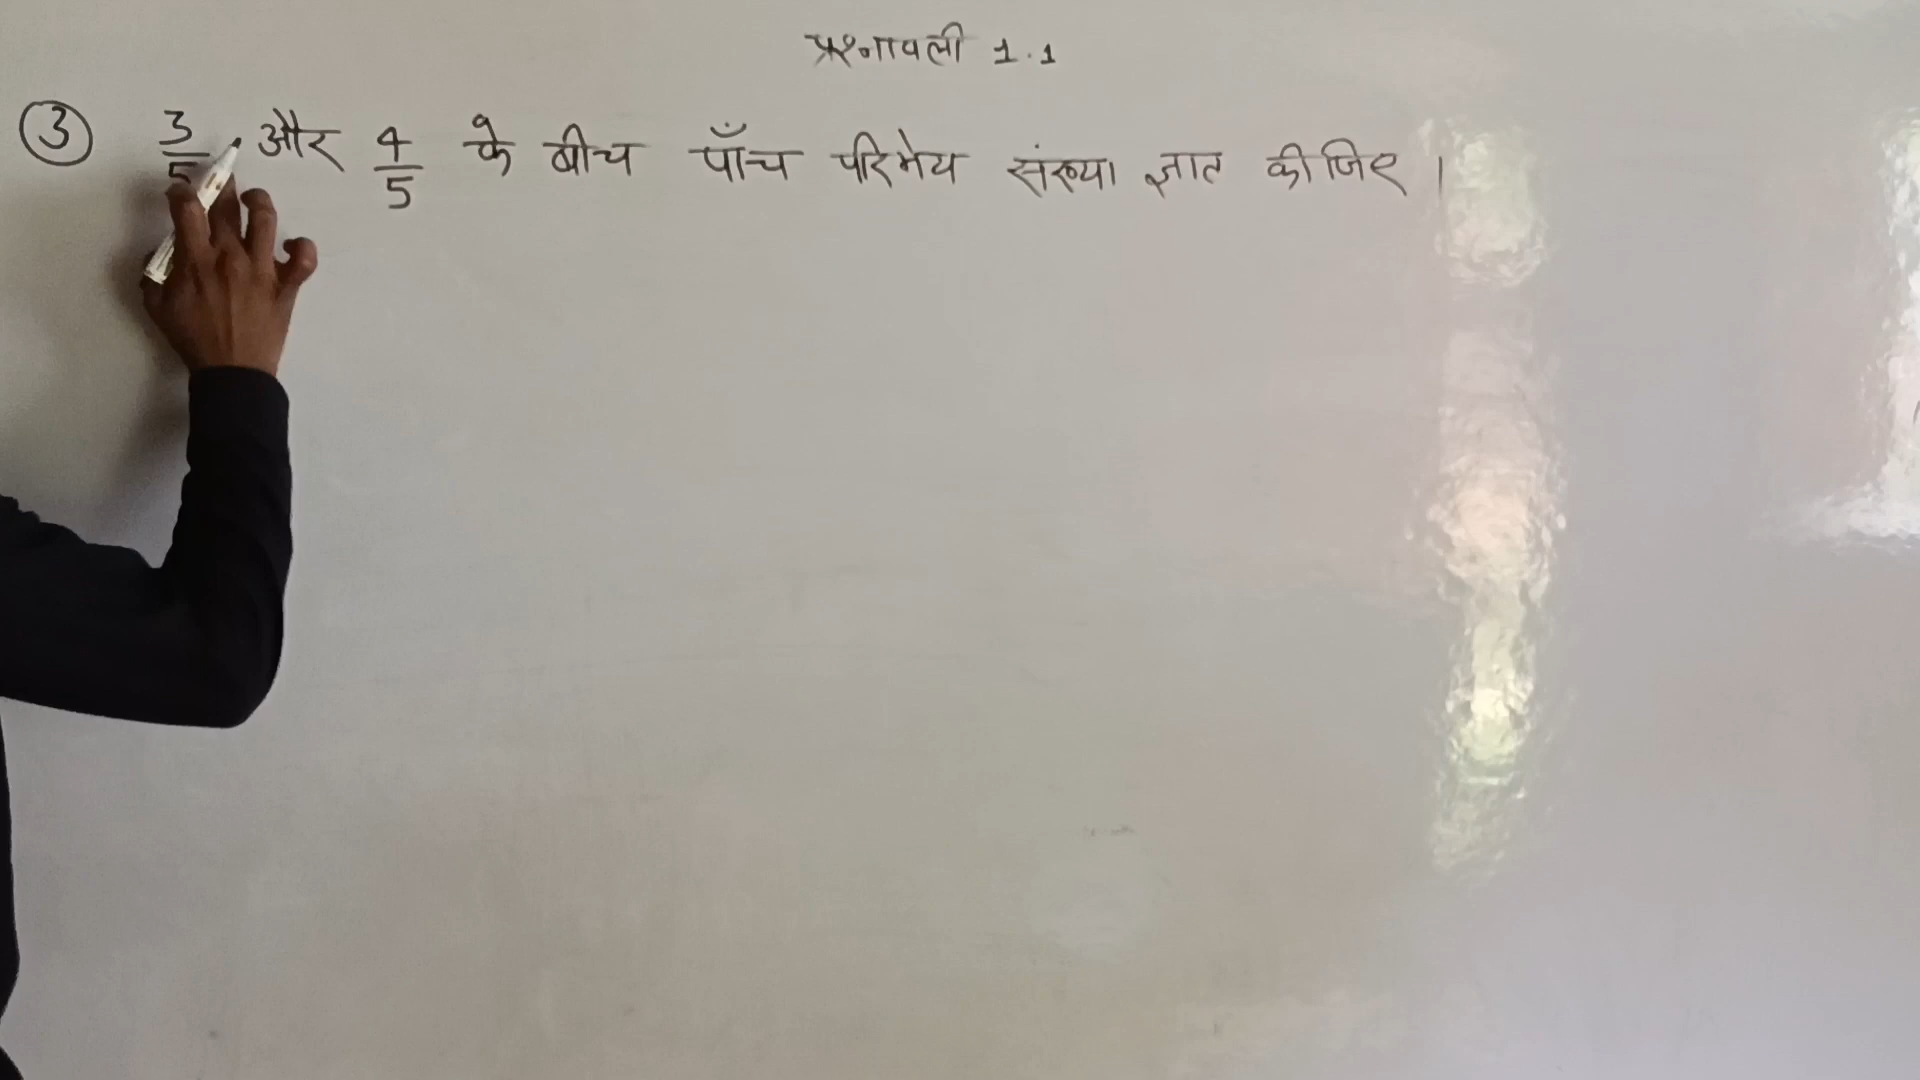 प्रश्नावली 1.1
③ 3/5 और 4/5 के बीच पाँच परिमेय संख्या ज्ञात कीजिए ।